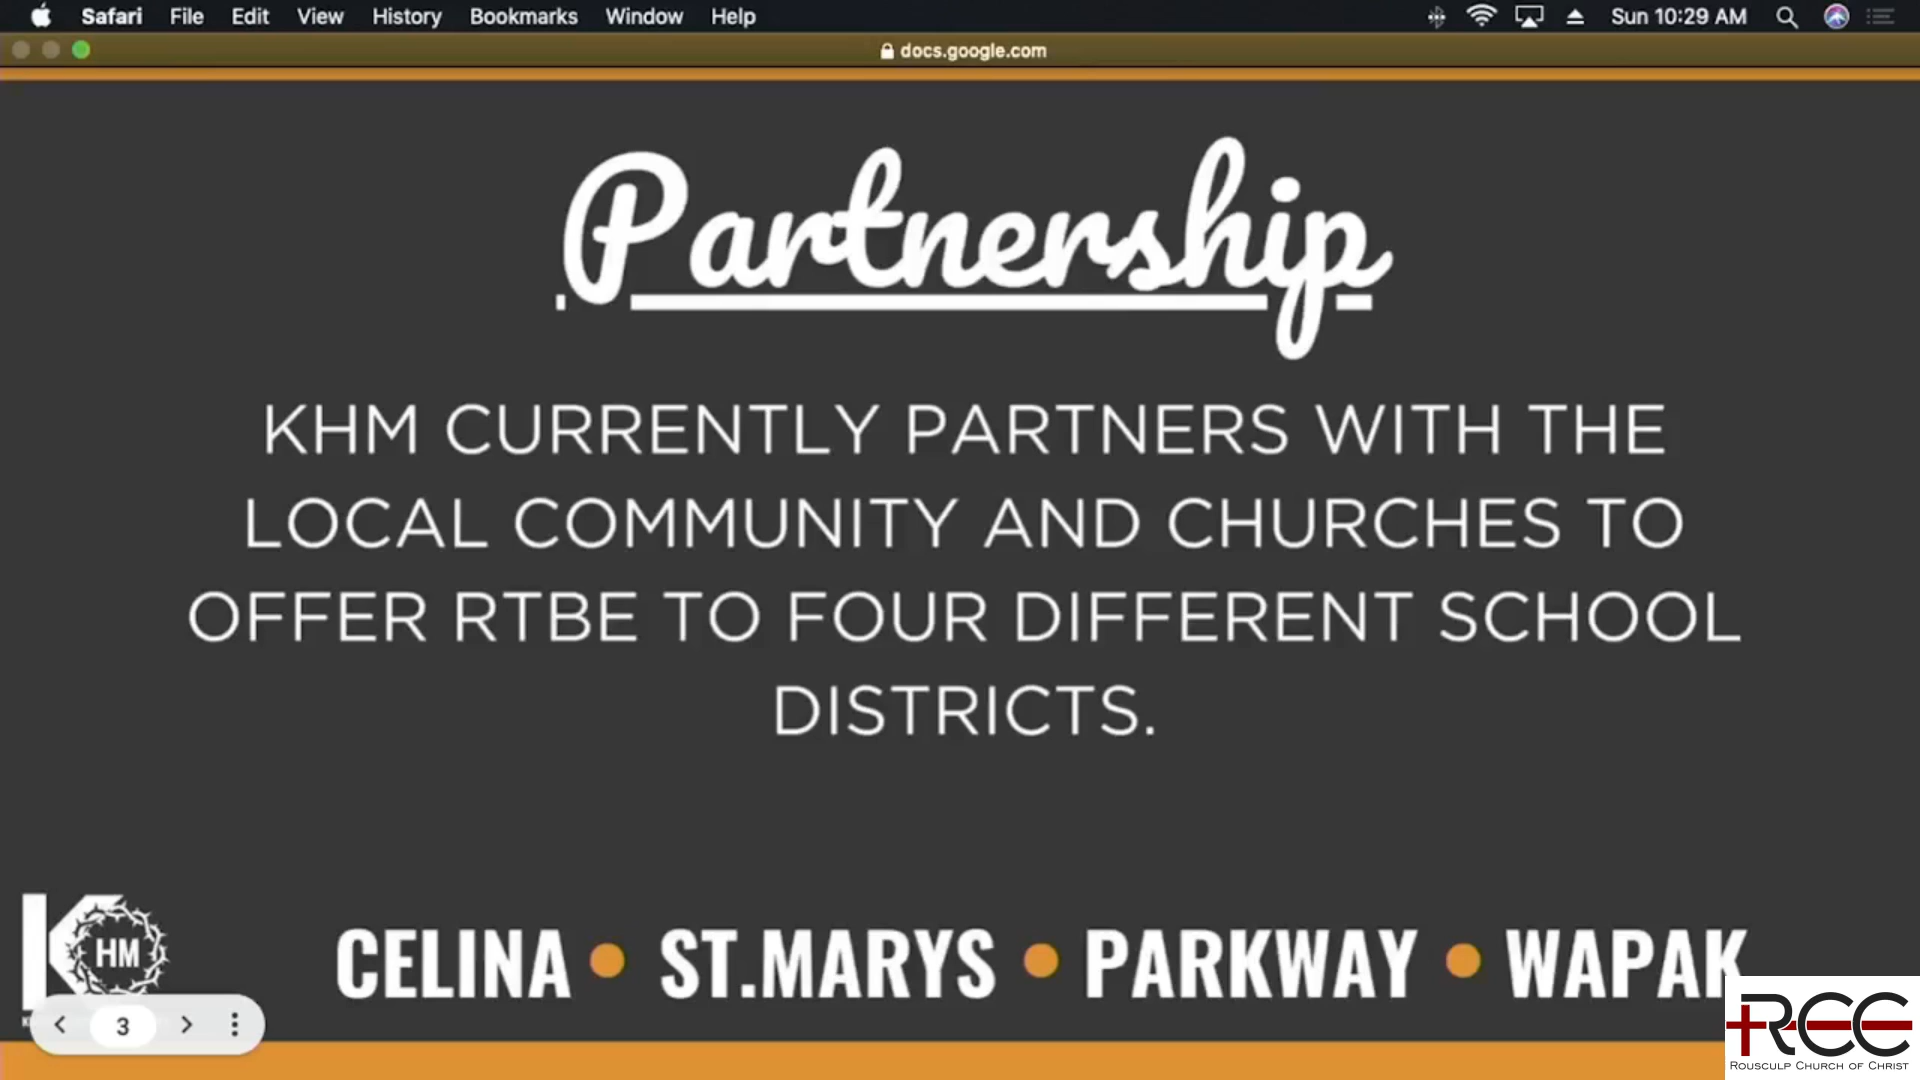 Safari File Edit View History Bookmarks Window Help Sun 10:29 AM
docs.google.com
Partnership
KHM CURRENTLY PARTNERS WITH THE
LOCAL COMMUNITY AND CHURCHES TO
OFFER RTBE TO FOUR DIFFERENT SCHOOL
DISTRICTS.
K HM
CELINA • ST.MARYS • PARKWAY • WAPAK
3
RCC
ROUSCULP CHURCH OF CHRIST